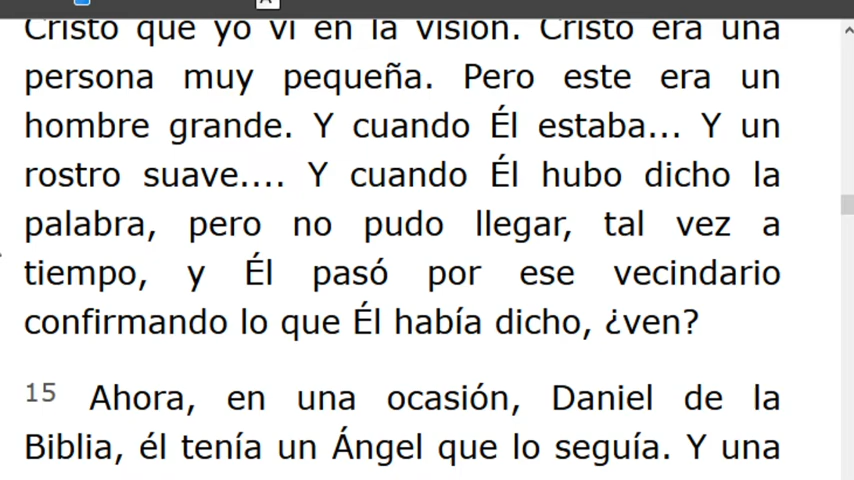 Cristo que yo vi en la visión. Cristo era una
persona muy pequeña. Pero este era un
hombre grande. Y cuando Él estaba... Y un
rostro suave.... Y cuando Él hubo dicho la
palabra, pero no pudo llegar, tal vez a
tiempo, y Él pasó por ese vecindario
confirmando lo que Él había dicho, ¿ven?
15 Ahora, en una ocasión, Daniel de la
Biblia, él tenía un Ángel que lo seguía. Y una